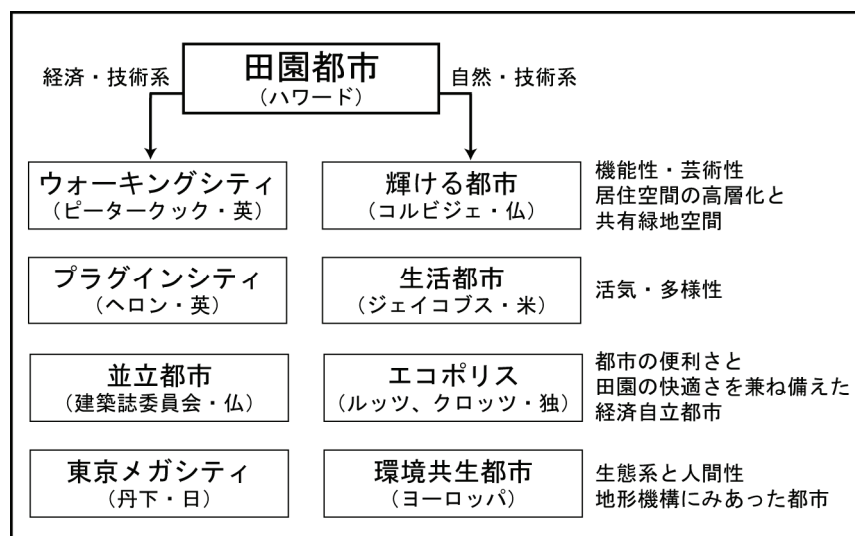 田園都市
（ハワード）
経済・技術系
自然・技術系
ウォーキングシティ
（ピータークック・英）
輝ける都市
（コルビジェ・仏）
機能性・芸術性
居住空間の高層化と
共有緑地空間
プラグインシティ
（ヘロン・英）
生活都市
（ジェイコブス・米）
活気・多様性
並立都市
（建築誌委員会・仏）
エコポリス
（ルッツ、クロッツ・独）
都市の便利さと
田園の快適さを兼ね備えた
経済自立都市
東京メガシティ
（丹下・日）
環境共生都市
（ヨーロッパ）
生態系と人間性
地形機構にみあった都市